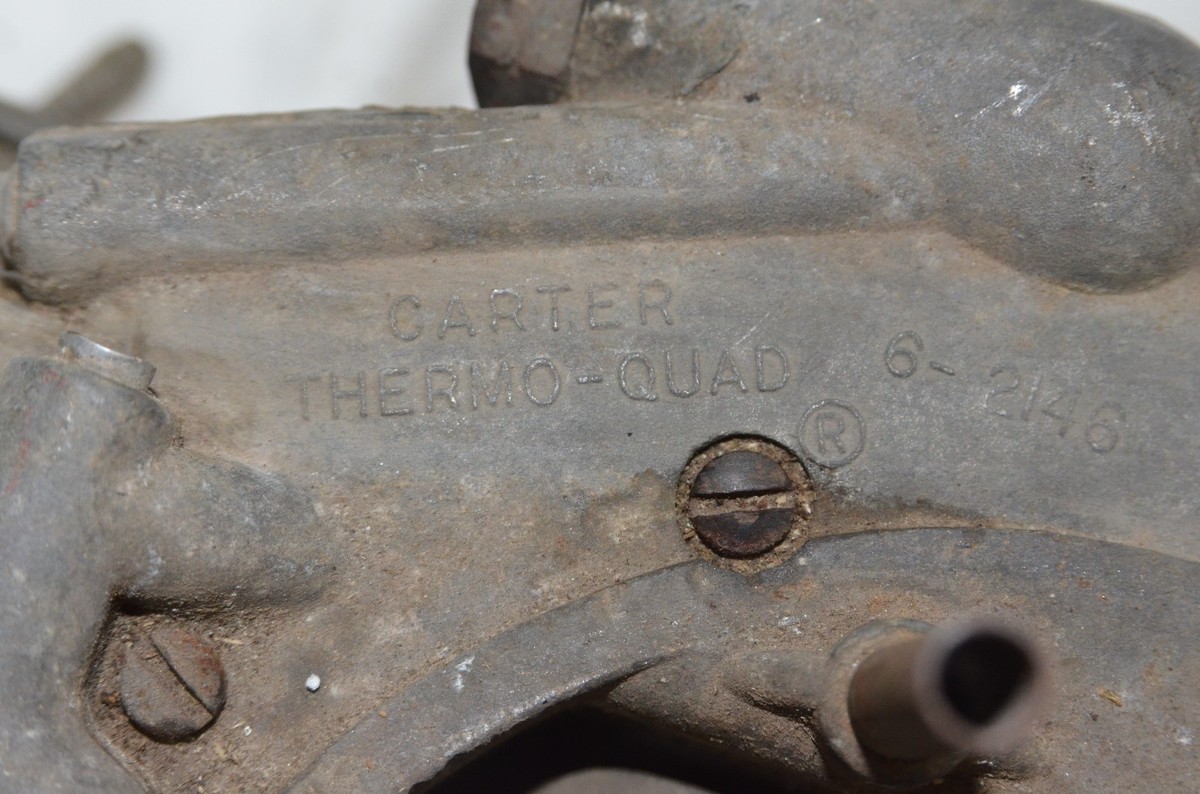 CARTER
THERMO-QUAD ® 6-2146